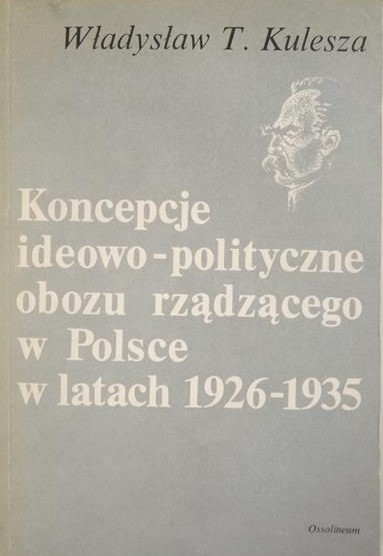 Władysław T. Kulesza
Koncepcje
ideowo-polityczne
obozu rządzącego
w Polsce
w latach 1926-1935
Ossolineum